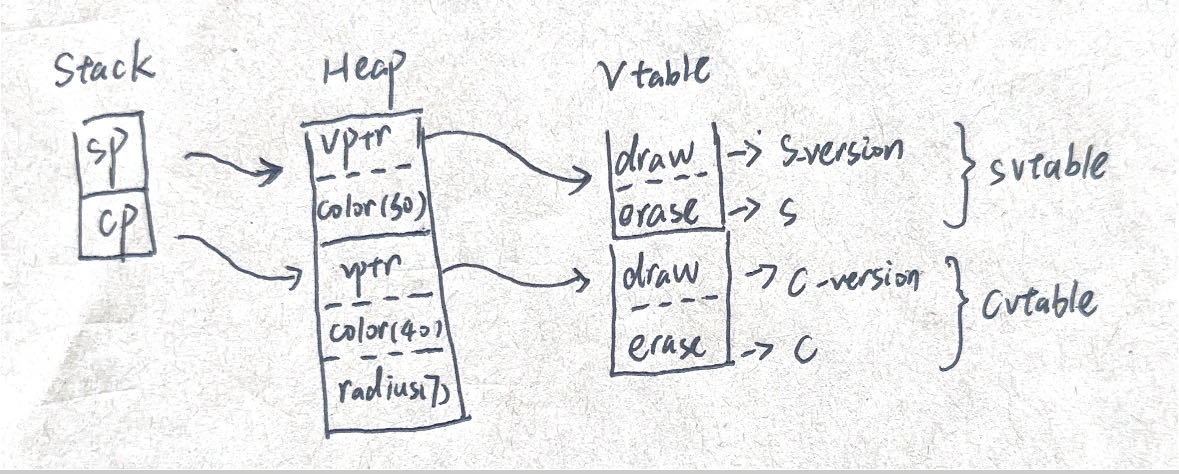 Stack Heap Vtable
sp
cp
vptr
color(50)
vptr
color(40)
radius(7)
draw → S-version
erase → S
svtable
draw → C-version
erase → C
Cvtable